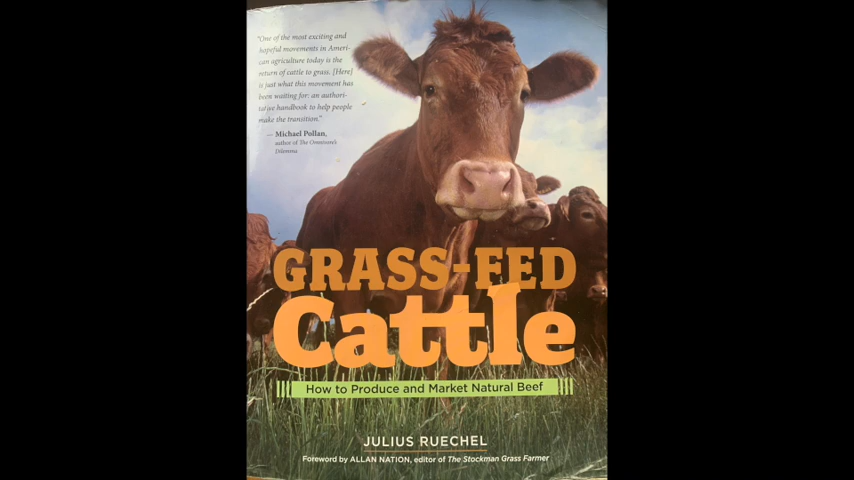 "One of the most exciting and
hopeful movements in Ameri-
can agriculture today is the
return of cattle to grass. [Here]
is just what this movement has
been waiting for: an authori-
tative handbook to help people
make the transition."
— Michael Pollan,
author of The Omnivore's
Dilemma
GRASS-FED
Cattle
How to Produce and Market Natural Beef
JULIUS RUECHEL
Foreword by ALLAN NATION, editor of The Stockman Grass Farmer